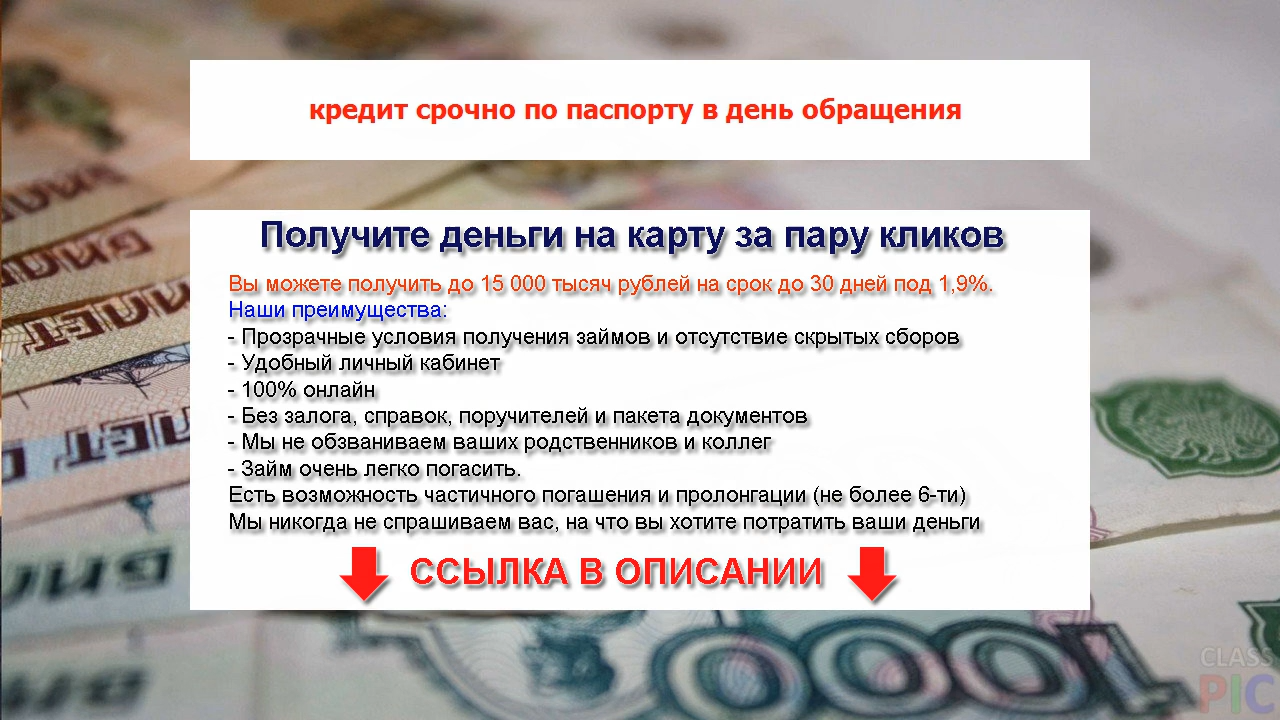 кредит срочно по паспорту в день обращения
Получите деньги на карту за пару кликов
Вы можете получить до 15 000 тысяч рублей на срок до 30 дней под 1,9%.
Наши преимущества:
- Прозрачные условия получения займов и отсутствие скрытых сборов
- Удобный личный кабинет
- 100% онлайн
- Без залога, справок, поручителей и пакета документов
- Мы не обзваниваем ваших родственников и коллег
- Займ очень легко погасить.
Есть возможность частичного погашения и пролонгации (не более 6-ти)
Мы никогда не спрашиваем вас, на что вы хотите потратить ваши деньги
ССЫЛКА В ОПИСАНИИ
1000
CLASS
PIC